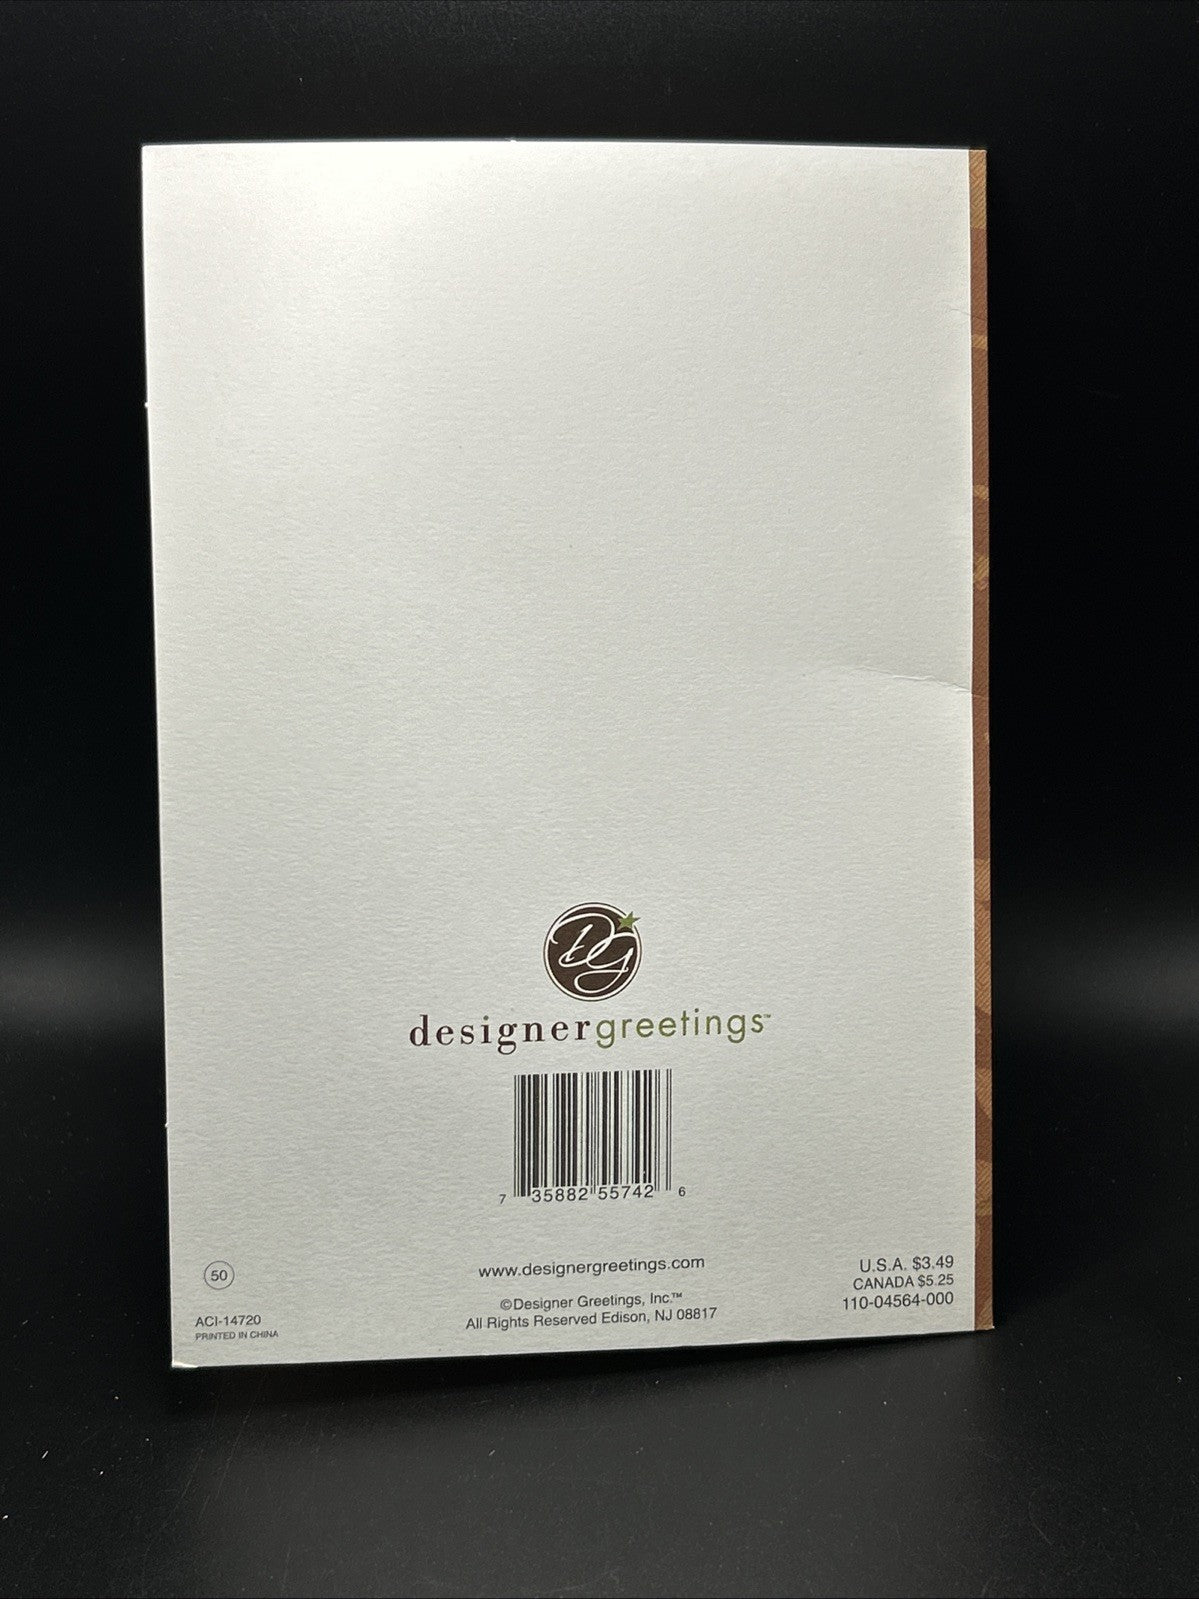 DG
designergreetings™
7 35882 55742 6
www.designergreetings.com
©Designer Greetings, Inc.™
All Rights Reserved Edison, NJ 08817
50
ACI-14720
PRINTED IN CHINA
U.S.A. $3.49
CANADA $5.25
110-04564-000